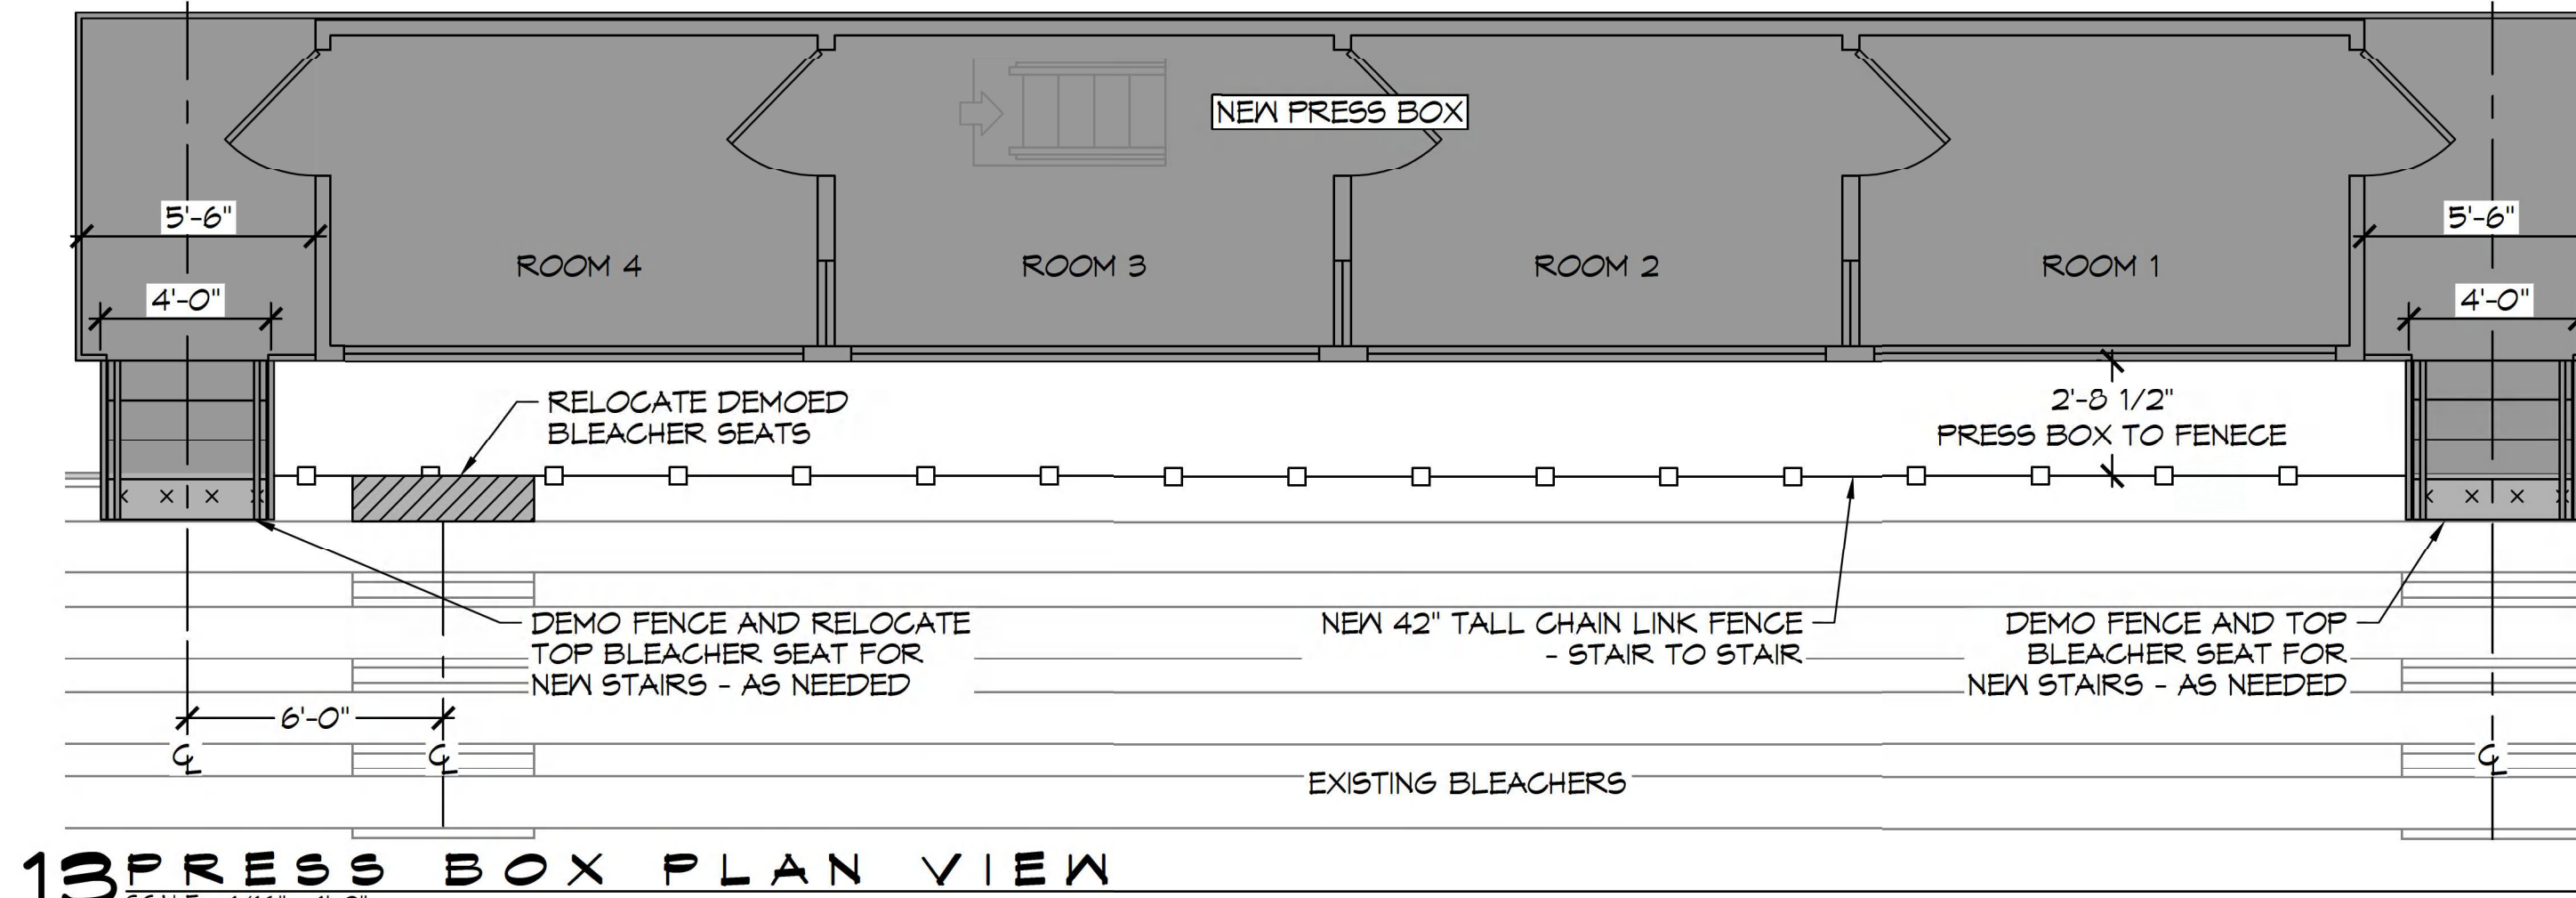 NEW PRESS BOX
5'-6"
5'-6"
ROOM 4
ROOM 3
ROOM 2
ROOM 1
4'-0"
4'-0"
RELOCATE DEMOED
BLEACHER SEATS
2'-8 1/2"
PRESS BOX TO FENECE
DEMO FENCE AND RELOCATE
TOP BLEACHER SEAT FOR
NEW STAIRS - AS NEEDED
NEW 42" TALL CHAIN LINK FENCE
- STAIR TO STAIR
DEMO FENCE AND TOP
BLEACHER SEAT FOR
NEW STAIRS - AS NEEDED
6'-0"
℄
℄
℄
EXISTING BLEACHERS
13 PRESS BOX PLAN VIEW